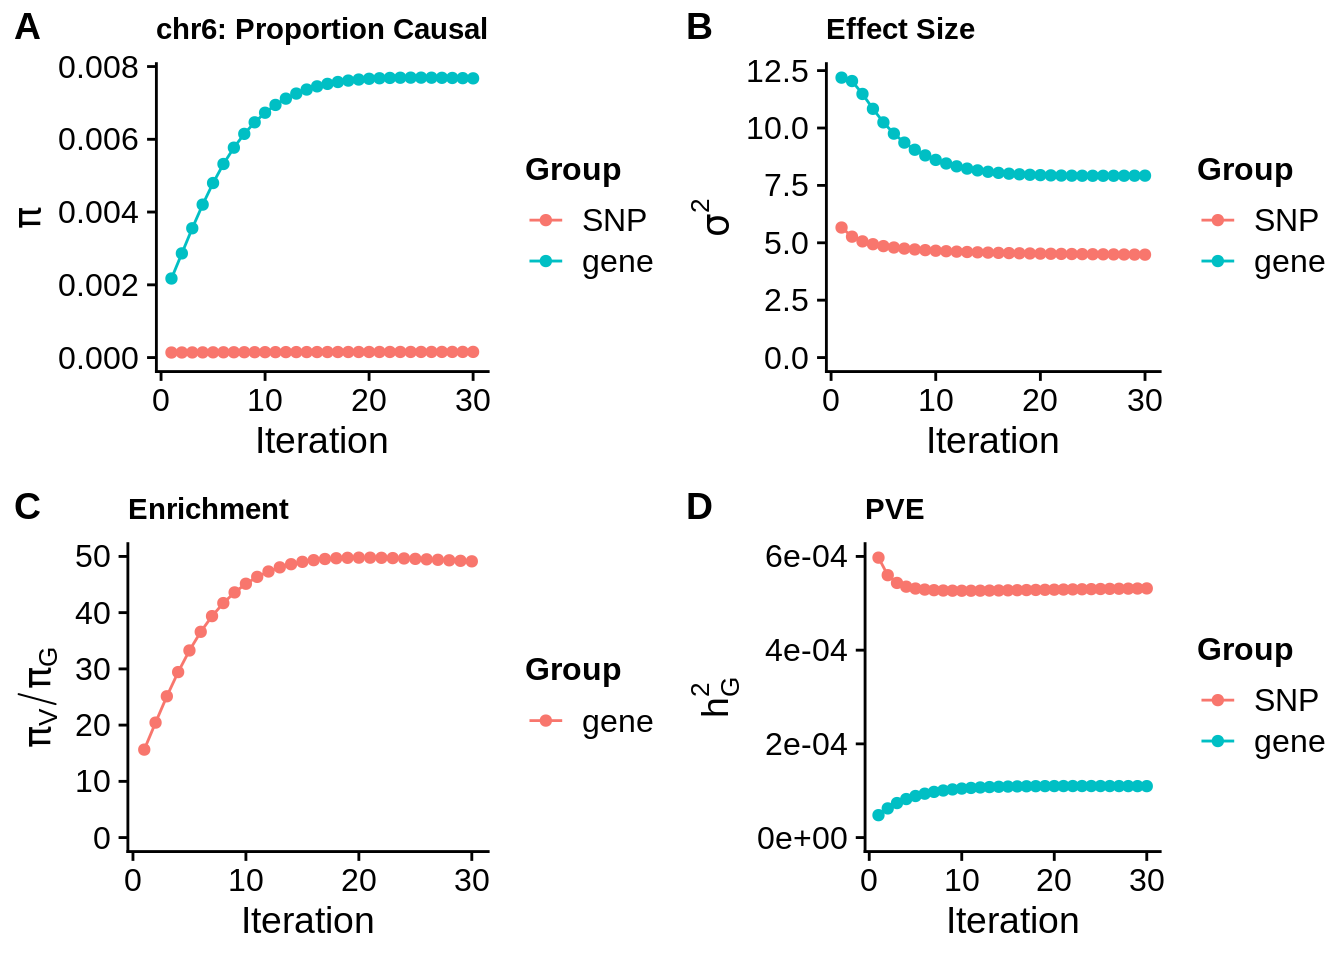 A
chr6: Proportion Causal
0.008
0.006
0.004
0.002
0.000
π
0 10 20 30
Iteration
Group
SNP
gene
B
Effect Size
12.5
10.0
7.5
5.0
2.5
0.0
σ²
0 10 20 30
Iteration
Group
SNP
gene
C
Enrichment
50
40
30
20
10
0
π_V/π_G
0 10 20 30
Iteration
Group
gene
D
PVE
6e-04
4e-04
2e-04
0e+00
h²_G
0 10 20 30
Iteration
Group
SNP
gene